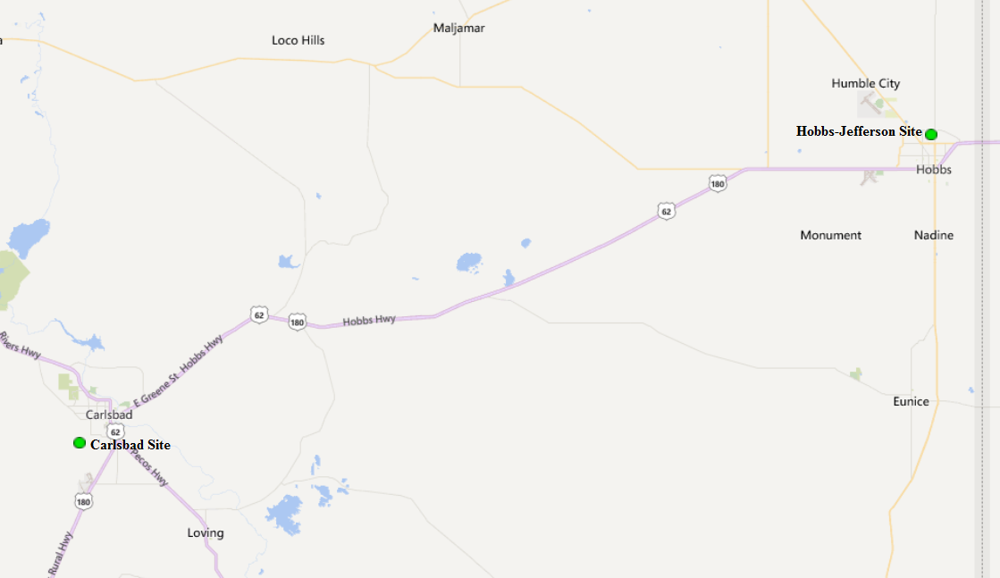 Maljamar
Loco Hills
a
Humble City
Hobbs-Jefferson Site
Hobbs
180
62
Monument
Nadine
62
180
Hobbs Hwy
Rivers Hwy
E Greene St
Hobbs Hwy
Carlsbad
62
Carlsbad Site
Pecos Hwy
Eunice
180
Loving
Rural Hwy